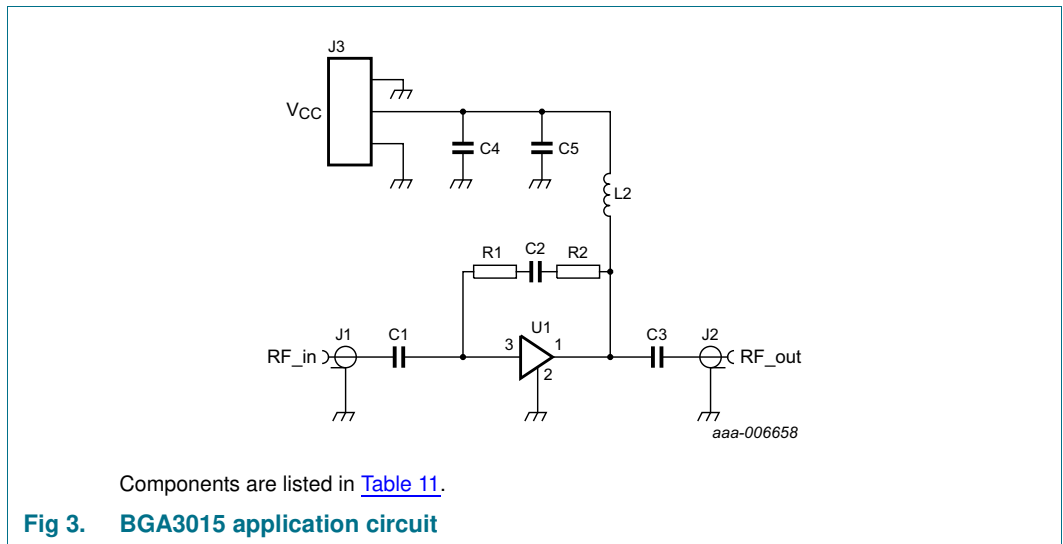 J3
VCC
C4
C5
L2
R1
C2
R2
J1
C1
U1
C3
J2
RF_in
3
1
RF_out
2
aaa-006658
Components are listed in Table 11.
Fig 3. BGA3015 application circuit